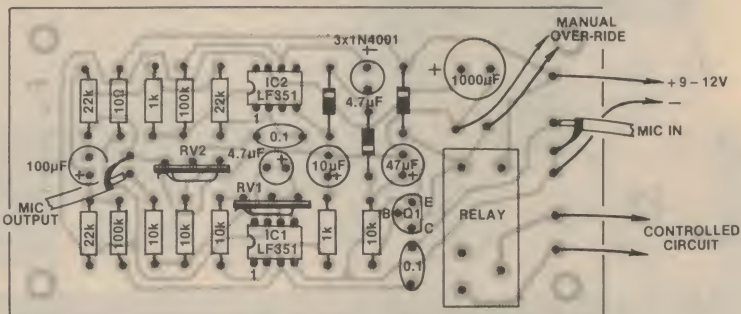 3x1N4001
MANUAL
OVER-RIDE
22k
10Ω
1k
100k
22k
IC2
LF351
1
+-
4.7μF
+
1000μF
+9-12V
-
MIC IN
100μF
+
RV2
0.1
4.7μF
+
10μF
+
47μF
+
MIC
OUTPUT
RV1
22k
100k
10k
10k
10k
IC1
LF351
1
1k
10k
E
B Q1
C
0.1
RELAY
CONTROLLED
CIRCUIT